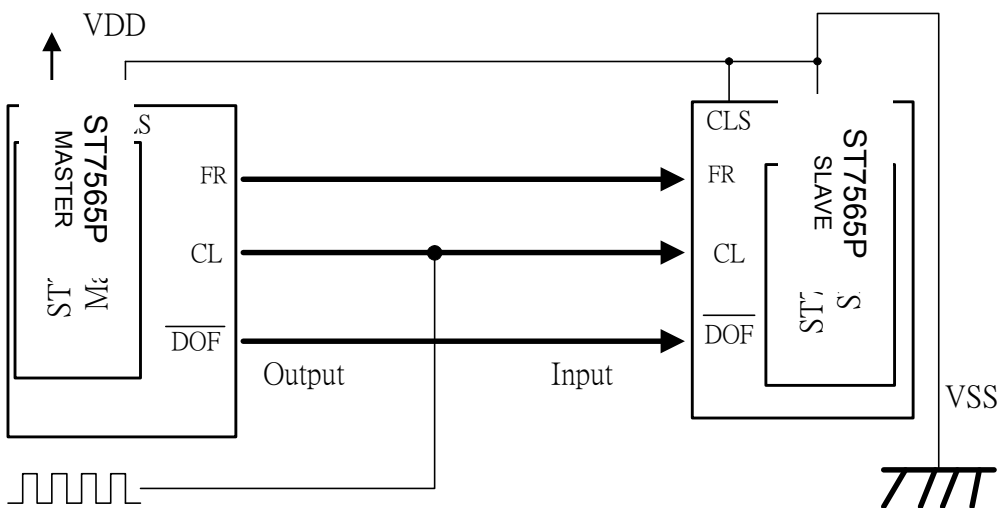 VDD
ST7565P
MASTER
FR
CL
DOF
Output
Input
CLS
FR
CL
DOF
ST7565P
SLAVE
VSS